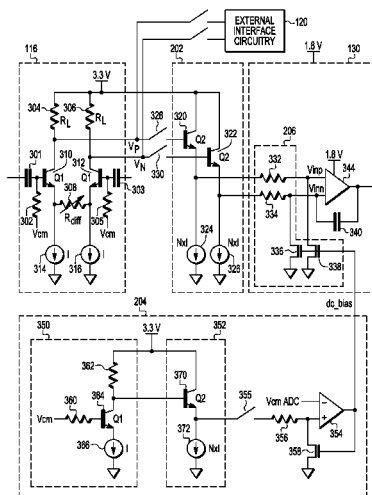 EXTERNAL
INTERFACE
CIRCUITRY
120
116
202
130
3.3 V
1.8 V
304
RL
306
RL
328
320
Q2
322
Q2
VP
VN
330
301
310
Q1
312
Q1
303
308
Rdiff
302
305
Vcm
Vcm
314
I
316
I
324
NxI
326
NxI
206
332
334
Vinp
Vinn
1.8 V
344
340
336
338
dc_bias
204
350
352
3.3 V
362
364
Q1
370
Q2
360
Vcm
366
I
372
NxI
355
Vcm ADC
356
354
358